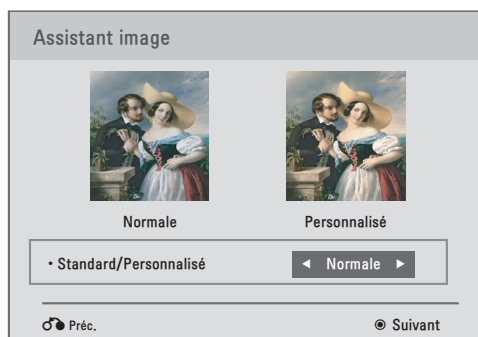 Assistant image
Normale Personnalisé
• Standard/Personnalisé ◄ Normale ►
Préc. ◉ Suivant